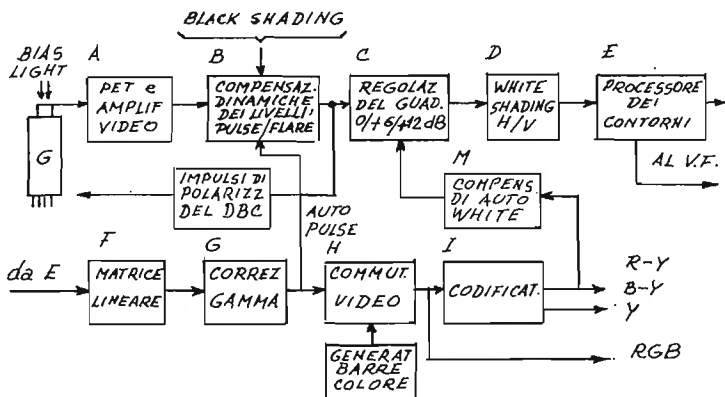 BLACK SHADING
BIAS
LIGHT
A
B
C
D
E
G
PET e
AMPLIF
VIDEO
COMPENSAZ.
DINAMICHE
DEI LIVELLI:
PULSE/FLARE
REGOLAZ
DEL GUAD.
0/+6/+12 dB
WHITE
SHADING
H/V
PROCESSORE
DEI
CONTORNI
AL V.F.
IMPULSI DI
POLARIZZ
DEL DBC
AUTO
PULSE
M
COMPENS
DI AUTO
WHITE
F
G
H
I
da E
MATRICE
LINEARE
CORREZ
GAMMA
COMMUT.
VIDEO
CODIFICAT.
R-Y
B-Y
Y
GENERAT
BARRE
COLORE
RGB